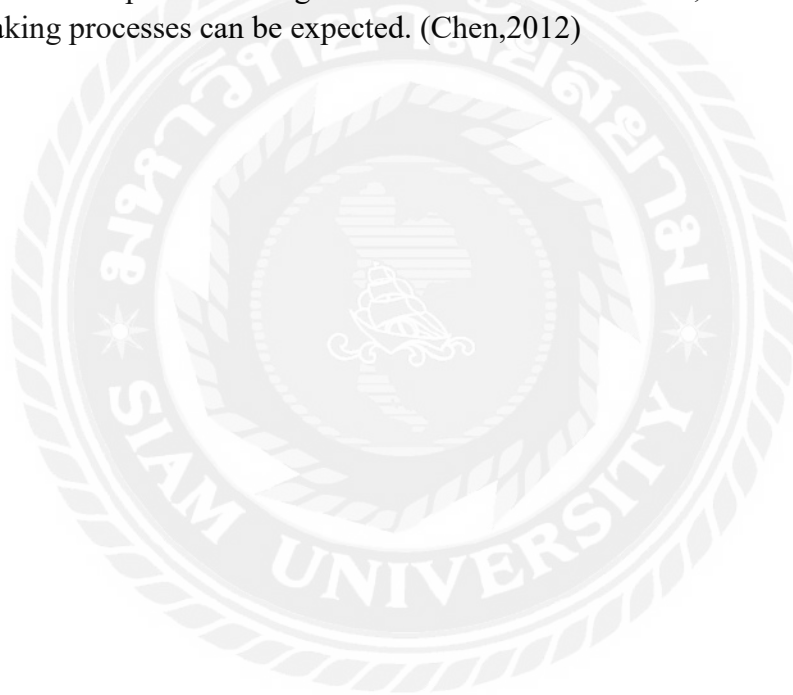 aking processes can be expected. (Chen,2012)
มหาวิทยาลัยสยาม
SIAM UNIVERSITY